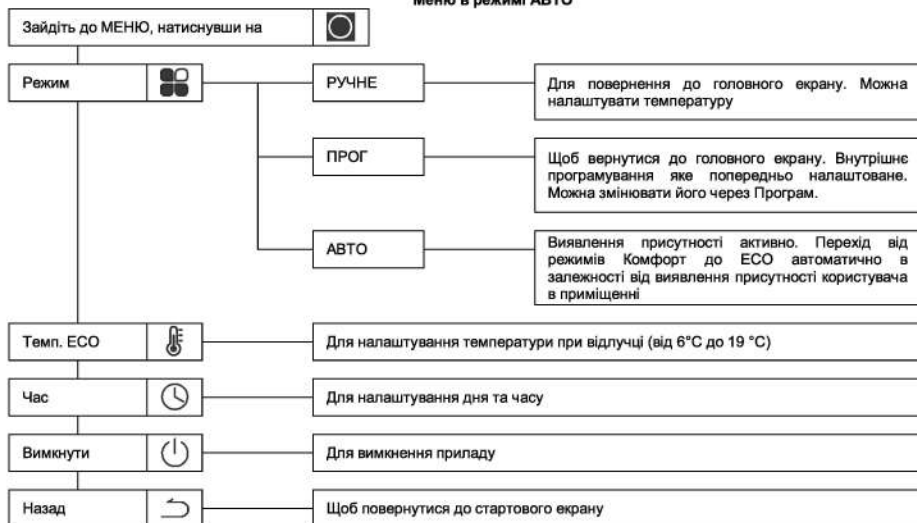 Меню в режимі АВТО
Зайдіть до МЕНЮ, натиснувши на
Режим
РУЧНЕ
Для повернення до головного екрану. Можна
налаштувати температуру
ПРОГ
Щоб вернутися до головного екрану. Внутрішнє
програмування яке попередньо налаштоване.
Можна змінювати його через Програм.
АВТО
Виявлення присутності активно. Перехід від
режимів Комфорт до ECO автоматично в
залежності від виявлення присутності користувача
в приміщенні
Темп. ECO
Для налаштування температури при відлучці (від 6°C до 19 °C)
Час
Для налаштування дня та часу
Вимкнути
Для вимкнення приладу
Назад
Щоб повернутися до стартового екрану